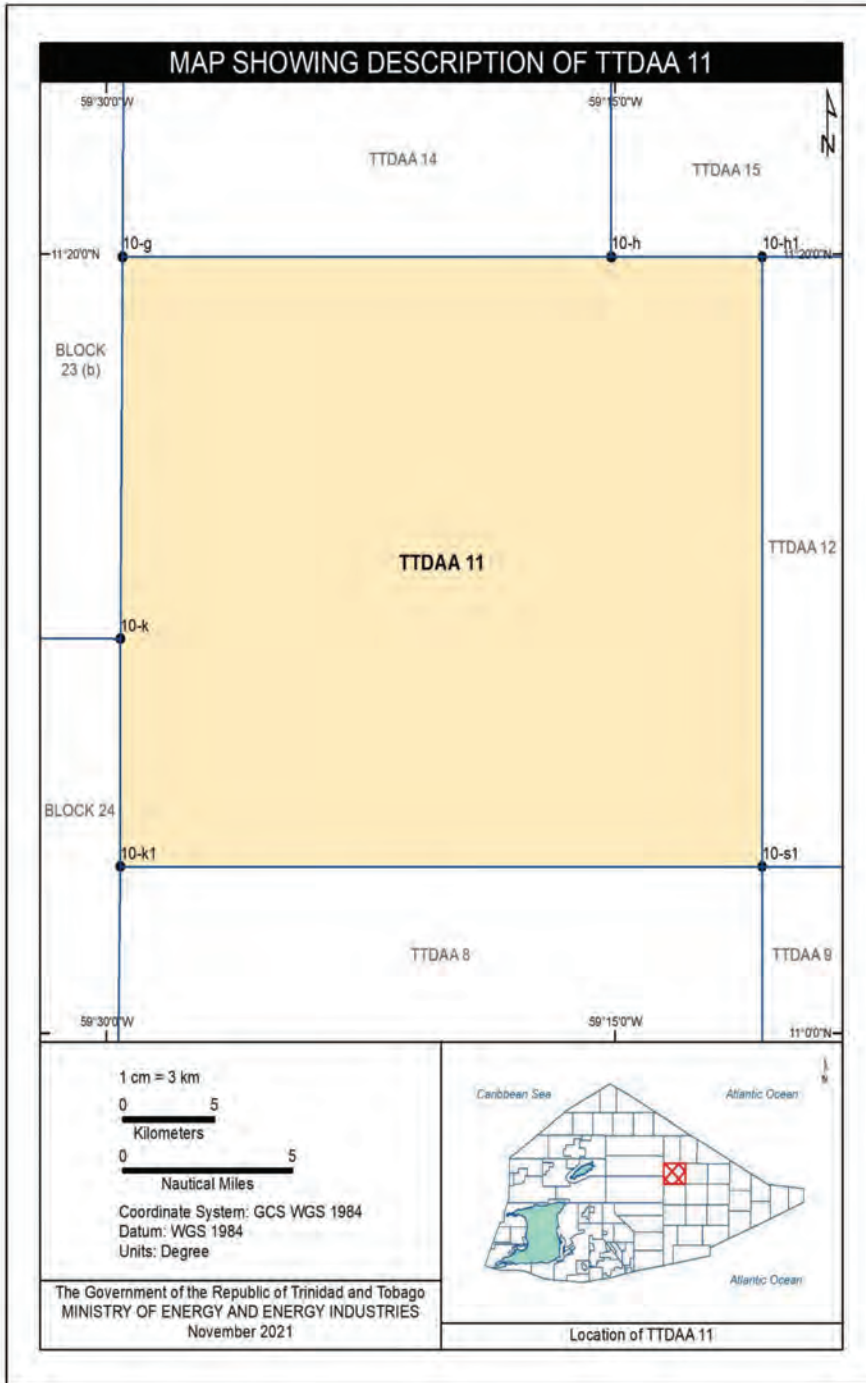 MAP SHOWING DESCRIPTION OF TTDAA 11
59°30'0"W
59°15'0"W
TTDAA 14
TTDAA 15
N
11°20'0"N
10-g
10-h
10-h1
11°20'0"N
BLOCK
23 (b)
TTDAA 11
TTDAA 12
10-k
BLOCK 24
10-k1
10-s1
TTDAA 8
TTDAA 9
59°30'0"W
59°15'0"W
11°0'0"N
1 cm = 3 km
0 5
Kilometers
0 5
Nautical Miles
Coordinate System: GCS WGS 1984
Datum: WGS 1984
Units: Degree
The Government of the Republic of Trinidad and Tobago
MINISTRY OF ENERGY AND ENERGY INDUSTRIES
November 2021
Caribbean Sea
Atlantic Ocean
Atlantic Ocean
Location of TTDAA 11